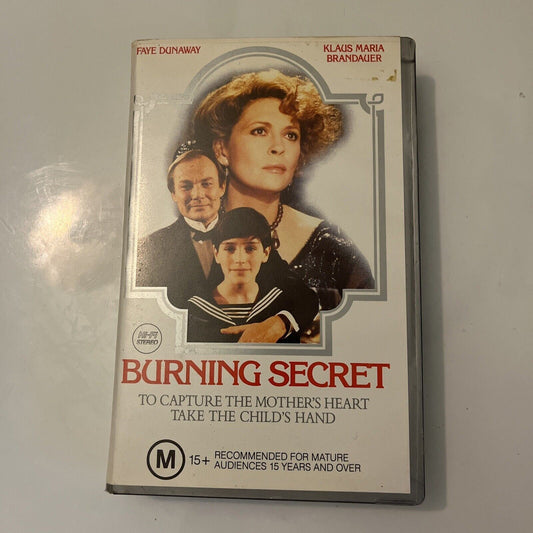 FAYE DUNAWAY
KLAUS MARIA
BRANDAUER
HI-FI
STEREO
BURNING SECRET
TO CAPTURE THE MOTHER'S HEART
TAKE THE CHILD'S HAND
M 15+ RECOMMENDED FOR MATURE
AUDIENCES 15 YEARS AND OVER